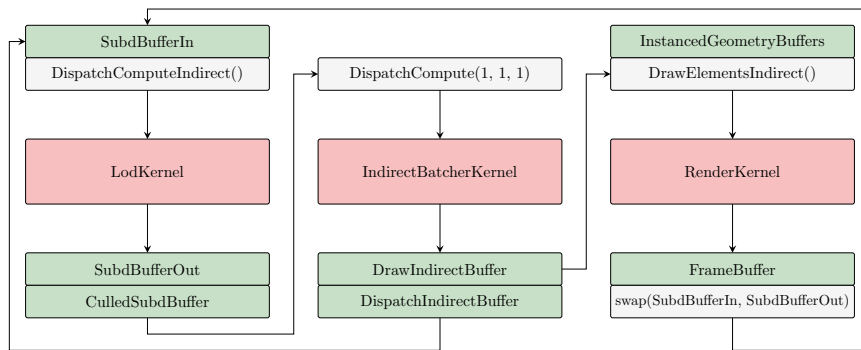 SubdBufferIn
DispatchComputeIndirect()
LodKernel
SubdBufferOut
CulledSubdBuffer
DispatchCompute(1, 1, 1)
IndirectBatcherKernel
DrawIndirectBuffer
DispatchIndirectBuffer
InstancedGeometryBuffers
DrawElementsIndirect()
RenderKernel
FrameBuffer
swap(SubdBufferIn, SubdBufferOut)